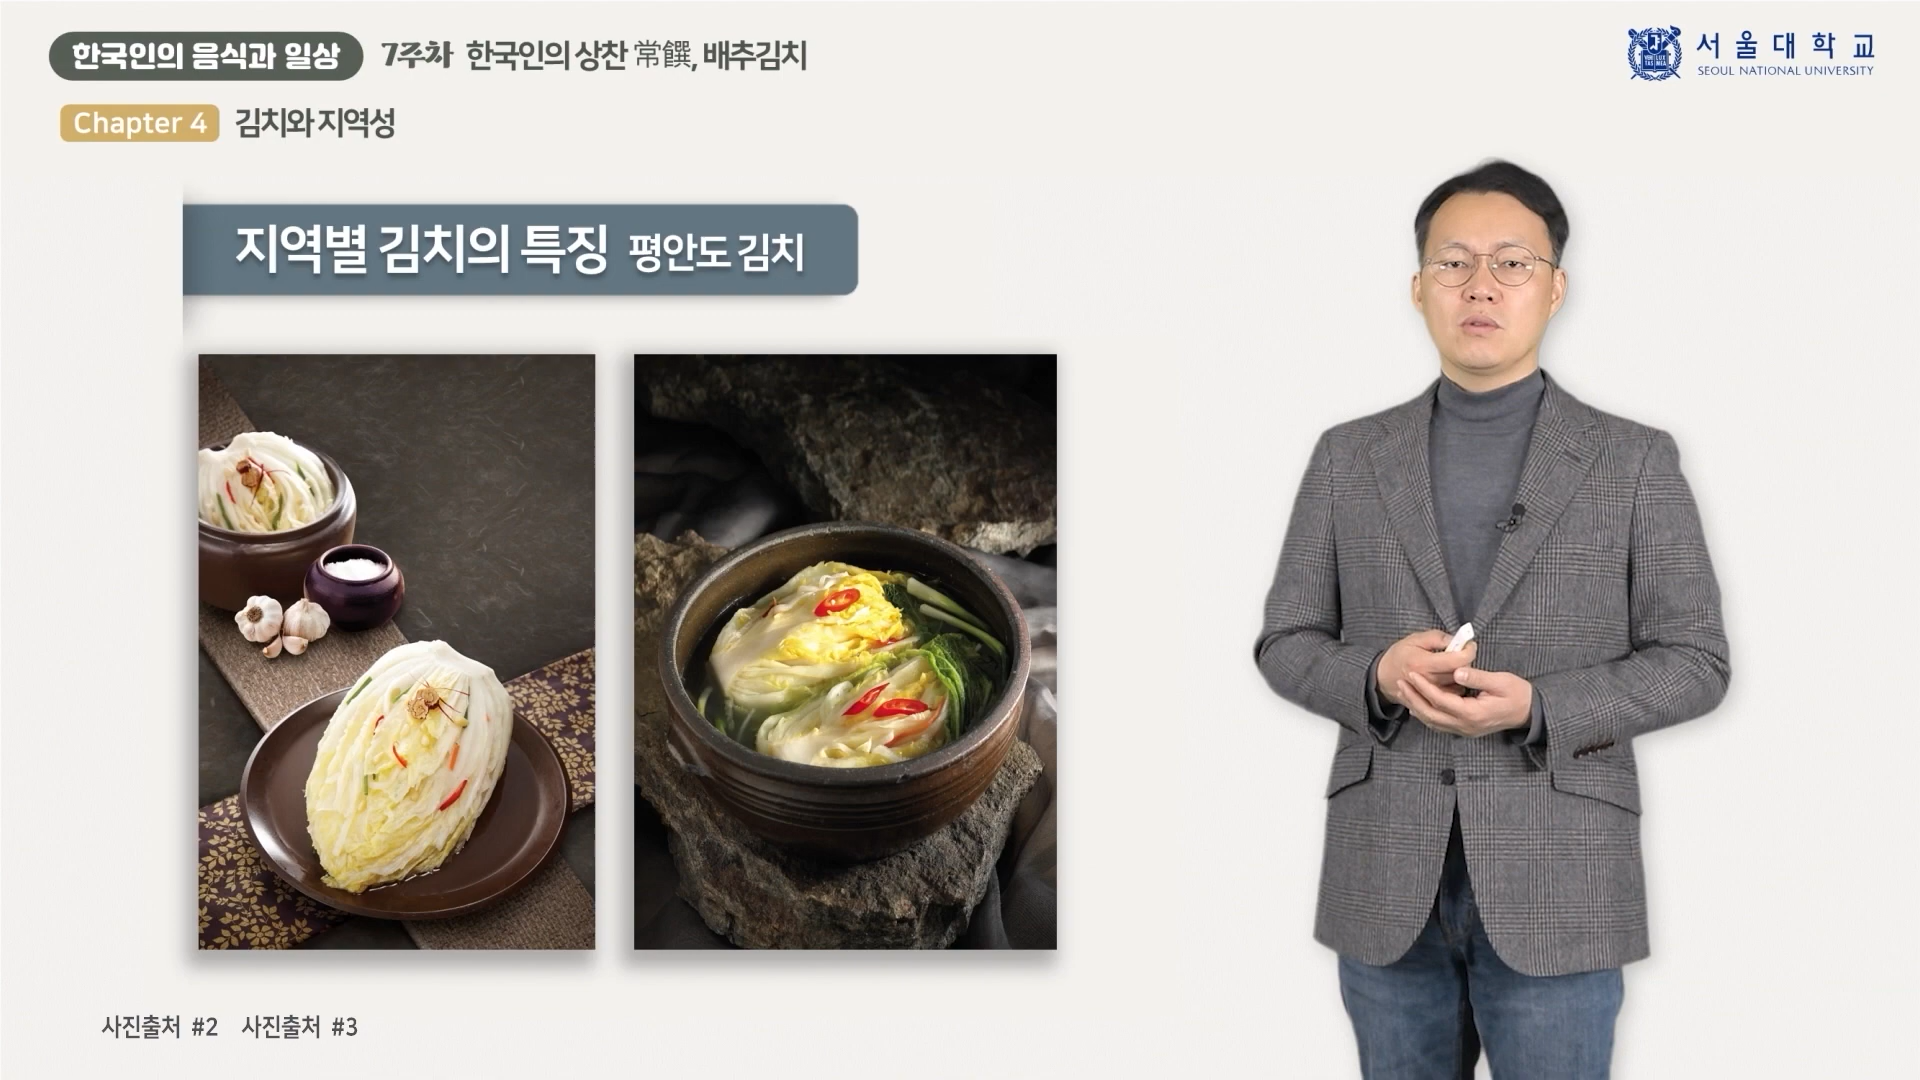 한국인의 음식과 일상
7주차 한국인의 상찬 常饌, 배추김치
서울대학교
SEOUL NATIONAL UNIVERSITY
Chapter 4 김치와 지역성
지역별 김치의 특징 평안도 김치
사진출처 #2 사진출처 #3